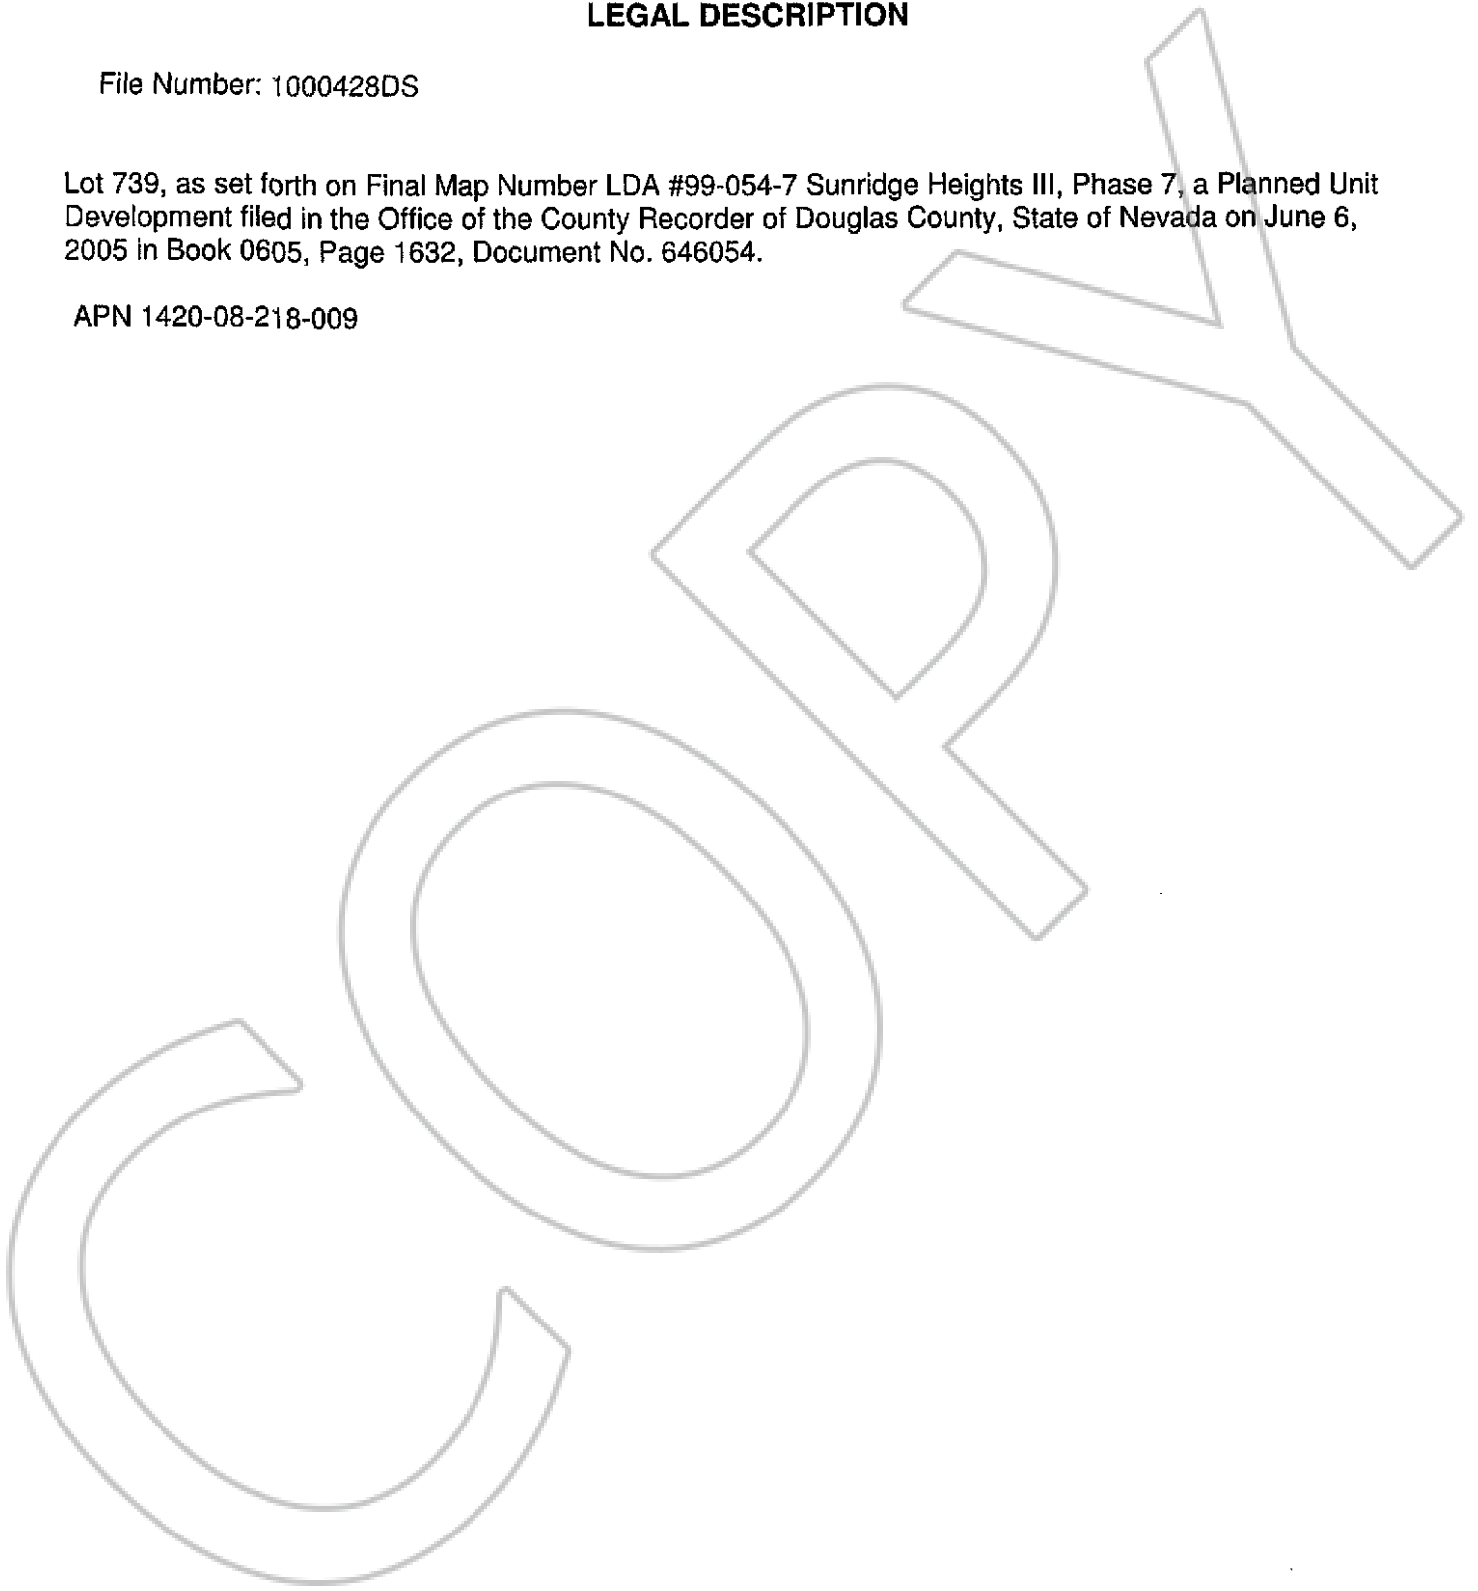 LEGAL DESCRIPTION
File Number: 1000428DS
Lot 739, as set forth on Final Map Number LDA #99-054-7 Sunridge Heights III, Phase 7, a Planned Unit
Development filed in the Office of the County Recorder of Douglas County, State of Nevada on June 6,
2005 in Book 0605, Page 1632, Document No. 646054.
APN 1420-08-218-009
COPY